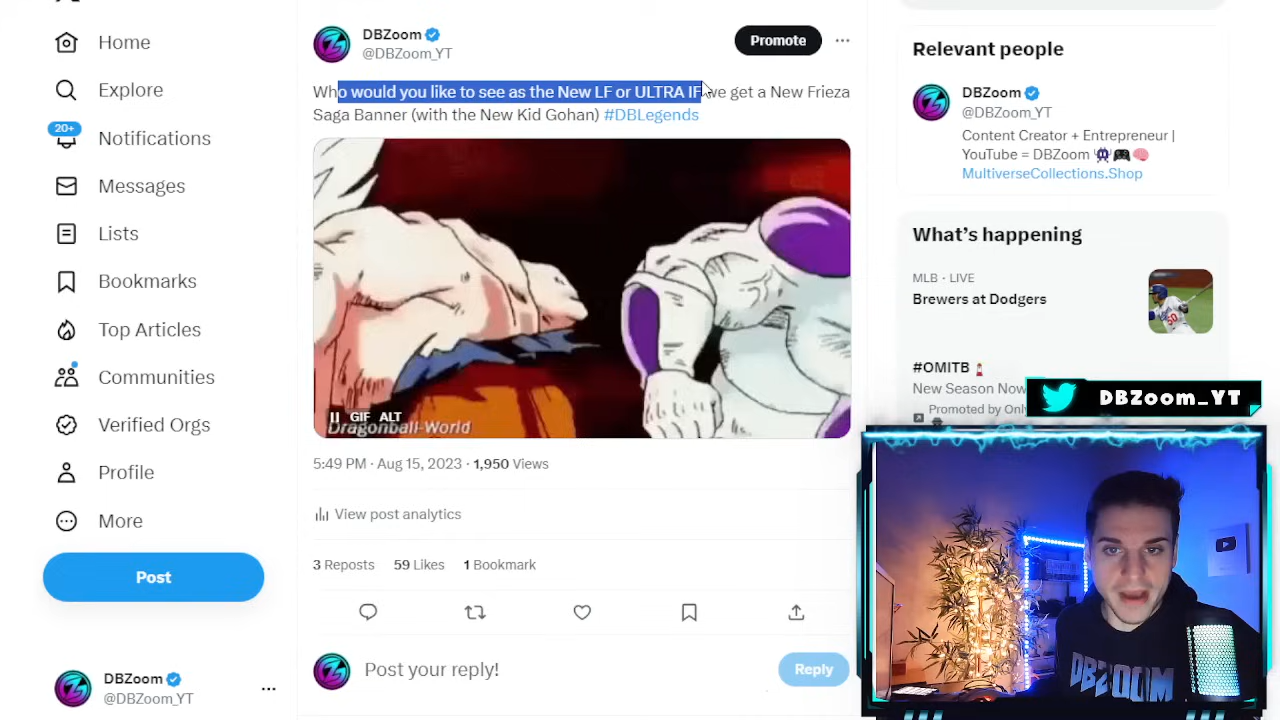 Home
Explore
20+
Notifications
Messages
Lists
Bookmarks
Top Articles
Communities
Verified Orgs
Profile
More
Post
DBZoom
@DBZoom_YT
DBZoom
@DBZoom_YT
Promote
Who would you like to see as the New LF or ULTRA IF we get a New Frieza
Saga Banner (with the New Kid Gohan) #DBLegends
GIF ALT
Dragonball-World
5:49 PM · Aug 15, 2023 · 1,950 Views
View post analytics
3 Reposts 59 Likes 1 Bookmark
Post your reply!
Reply
Relevant people
DBZoom
@DBZoom_YT
Content Creator + Entrepreneur |
YouTube = DBZoom
MultiverseCollections.Shop
What's happening
MLB · LIVE
Brewers at Dodgers
50
#OMITB
New Season Now
Promoted by Only
DBZoom_YT
DBZOOM